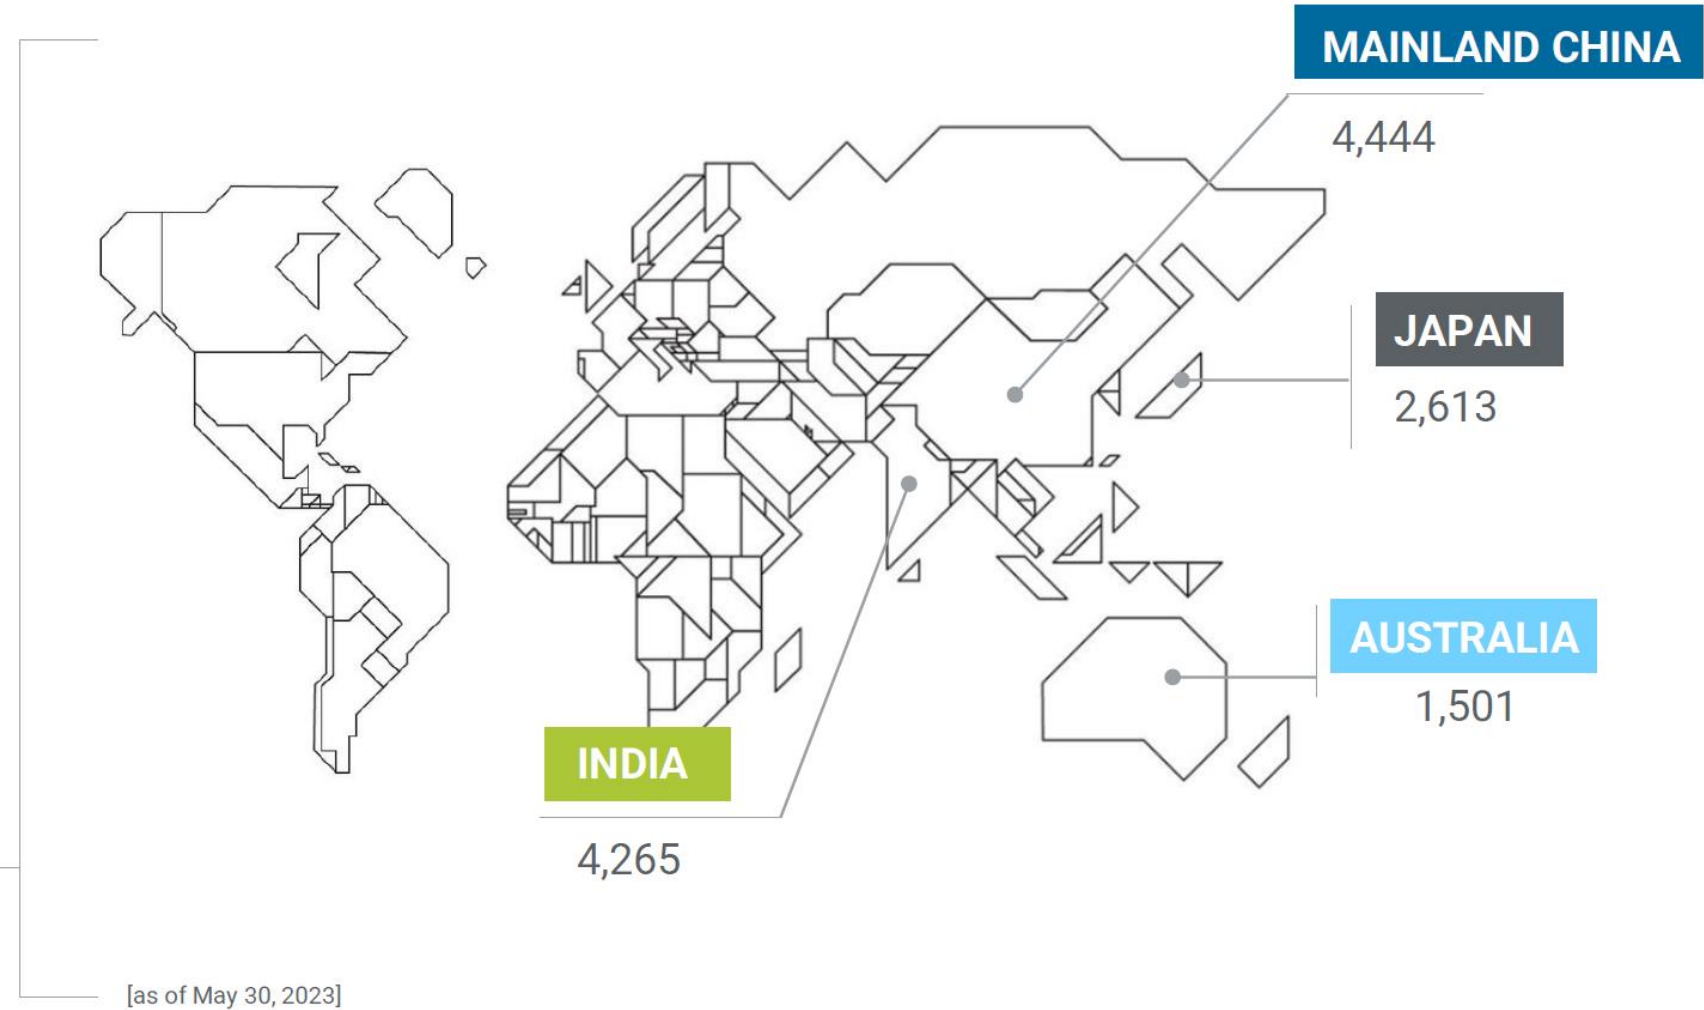 MAINLAND CHINA
4,444
JAPAN
2,613
AUSTRALIA
1,501
INDIA
4,265
[as of May 30, 2023]